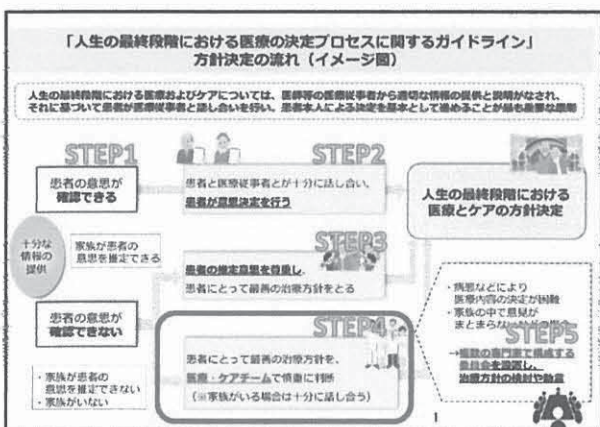 「人生の最終段階における医療の決定プロセスに関するガイドライン」
方針決定の流れ（イメージ図）
人生の最終段階における医療およびケアについては、医師等の医療従事者から適切な情報の提供と説明がなされ、
それに基づいて患者が医療従事者と話し合いを行い、患者本人による決定を基本として進めることが最も重要な原則
STEP1
患者の意思が
確認できる
STEP2
患者と医療従事者とが十分に話し合い、
患者が意思決定を行う
人生の最終段階における
医療とケアの方針決定
十分な
情報の
提供
家族が患者の
意思を推定できる
STEP3
患者の推定意思を尊重し、
患者にとって最善の治療方針をとる
患者の意思が
確認できない
・家族が患者の
意思を推定できない
・家族がいない
STEP4
患者にとって最善の治療方針を、
医療・ケアチームで慎重に判断
（※家族がいる場合は十分に話し合う）
・病態などにより
医療内容の決定が困難
・家族の中で意見が
まとまらない
STEP5
→複数の専門家で構成する
委員会を設置し、
治療方針の検討や助言
1